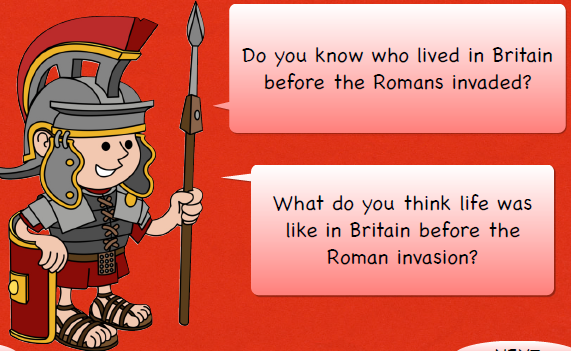 Do you know who lived in Britain
before the Romans invaded?
What do you think life was
like in Britain before the
Roman invasion?